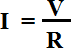 I = V/R